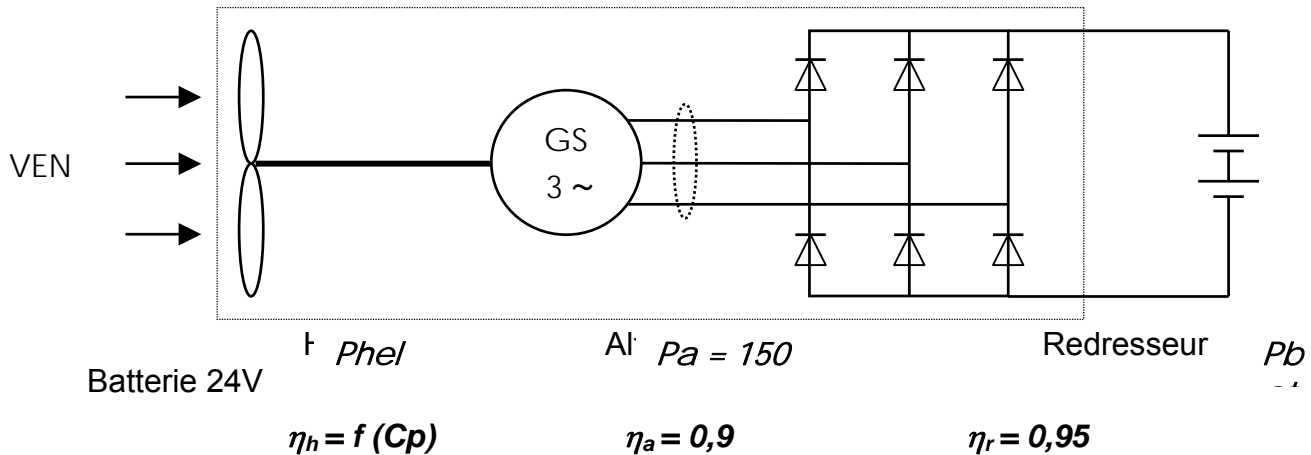 GS
3 ~
VEN
Phel Pa = 150 Redresseur Pb
Batterie 24V
ηh = f (Cp) ηa = 0,9 ηr = 0,95